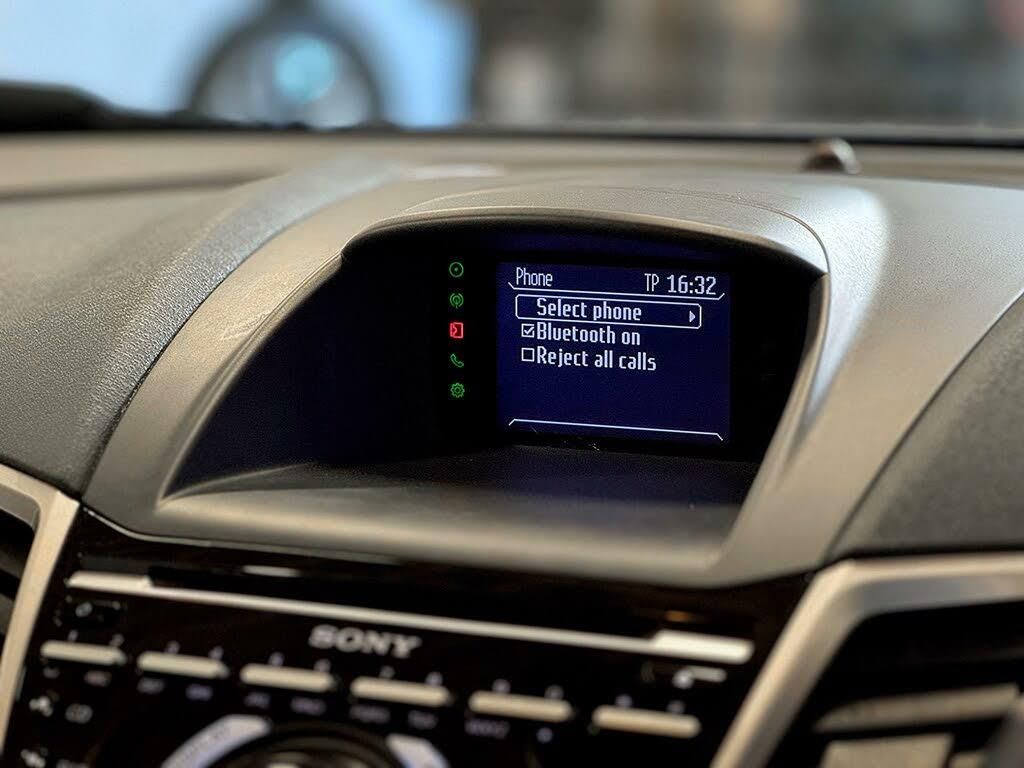 Phone TP 16:32
Select phone
Bluetooth on
Reject all calls
SONY